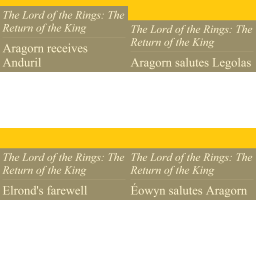 The Lord of the Rings: The
Return of the King
Aragorn receives
Anduril
The Lord of the Rings: The
Return of the King
Aragorn salutes Legolas
The Lord of the Rings: The
Return of the King
Elrond's farewell
The Lord of the Rings: The
Return of the King
Éowyn salutes Aragorn